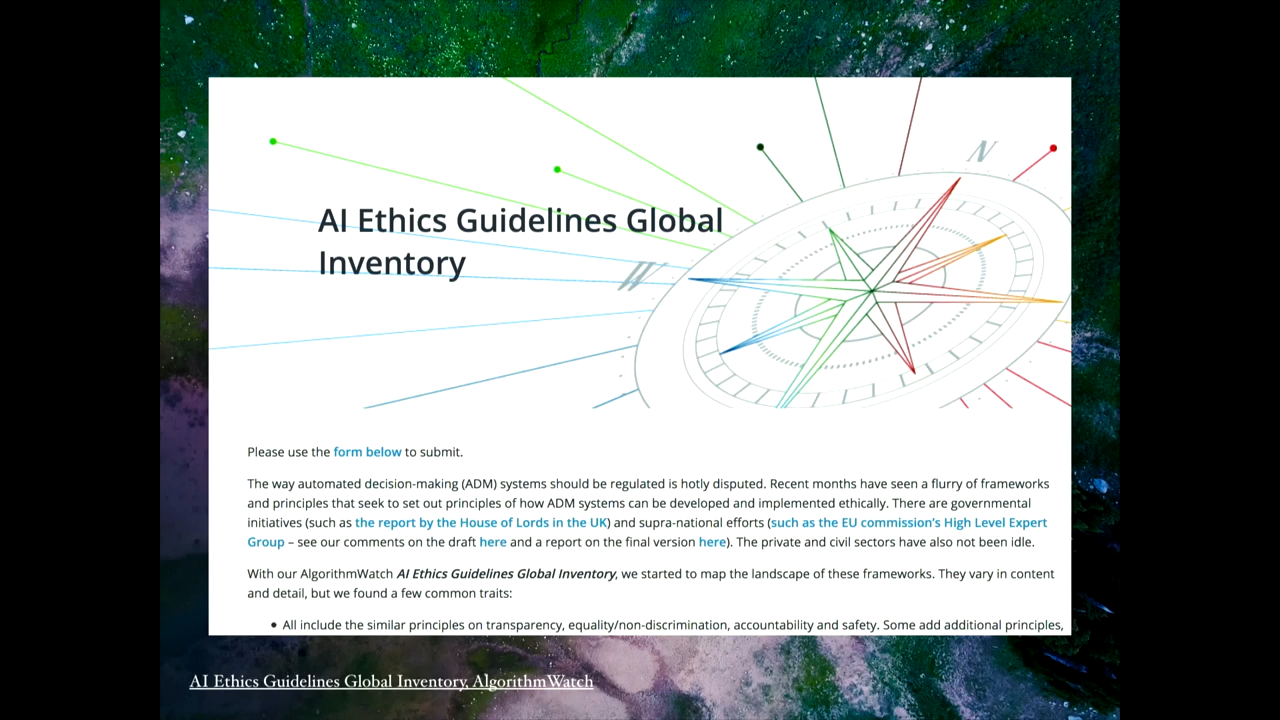 N
AI Ethics Guidelines Global
Inventory
W
Please use the form below to submit.
The way automated decision-making (ADM) systems should be regulated is hotly disputed. Recent months have seen a flurry of frameworks
and principles that seek to set out principles of how ADM systems can be developed and implemented ethically. There are governmental
initiatives (such as the report by the House of Lords in the UK) and supra-national efforts (such as the EU commission's High Level Expert
Group – see our comments on the draft here and a report on the final version here). The private and civil sectors have also not been idle.
With our AlgorithmWatch AI Ethics Guidelines Global Inventory, we started to map the landscape of these frameworks. They vary in content
and detail, but we found a few common traits:
• All include the similar principles on transparency, equality/non-discrimination, accountability and safety. Some add additional principles,
AI Ethics Guidelines Global Inventory, AlgorithmWatch